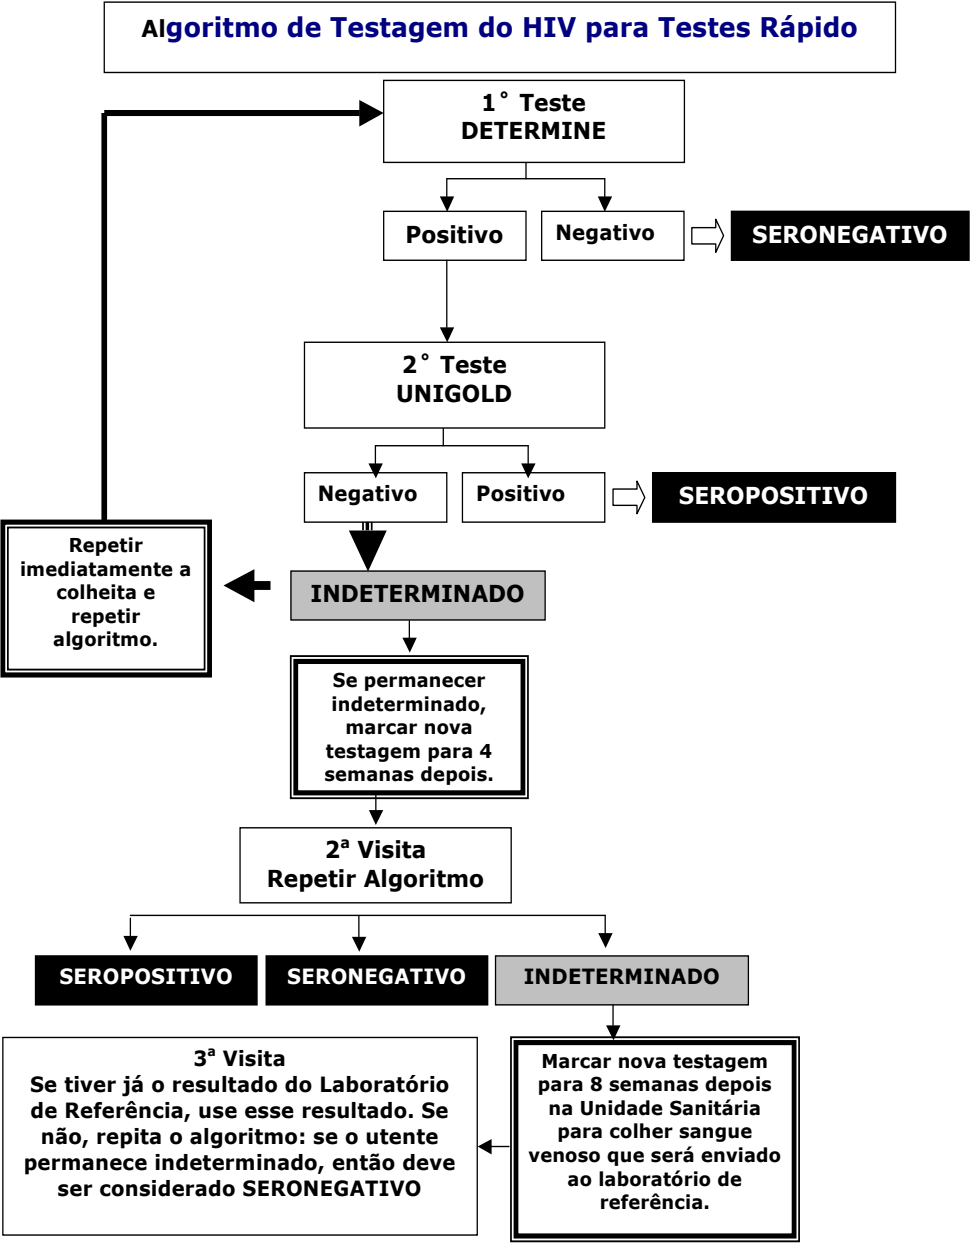 Algoritmo de Testagem do HIV para Testes Rápido
1° Teste
DETERMINE
Positivo
Negativo
SERONEGATIVO
2° Teste
UNIGOLD
Negativo
Positivo
SEROPOSITIVO
Repetir
imediatamente a
colheita e
repetir
algoritmo.
INDETERMINADO
Se permanecer
indeterminado,
marcar nova
testagem para 4
semanas depois.
2ª Visita
Repetir Algoritmo
SEROPOSITIVO
SERONEGATIVO
INDETERMINADO
3ª Visita
Se tiver já o resultado do Laboratório
de Referência, use esse resultado. Se
não, repita o algoritmo: se o utente
permanece indeterminado, então deve
ser considerado SERONEGATIVO
Marcar nova testagem
para 8 semanas depois
na Unidade Sanitária
para colher sangue
venoso que será enviado
ao laboratório de
referência.